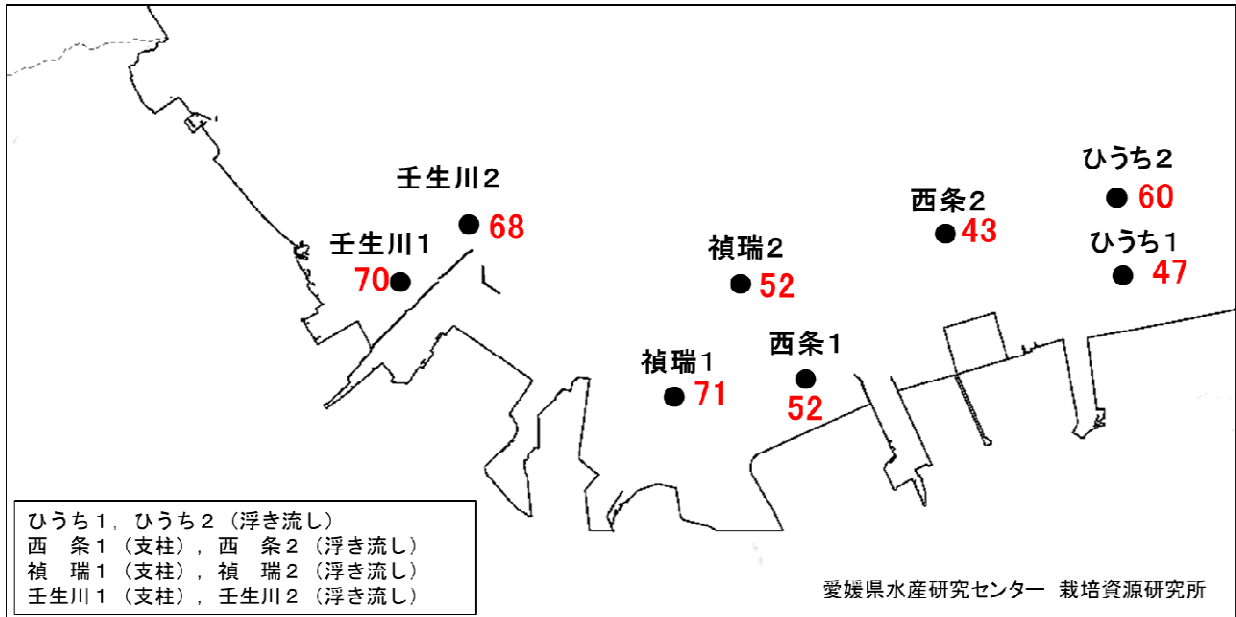 ひうち2
壬生川2
60
西条2
68
43
壬生川1
禎瑞2
ひうち1
70
52
47
禎瑞1
西条1
71
52
ひうち1, ひうち2 (浮き流し)
西 条1 (支柱), 西 条2 (浮き流し)
禎 瑞1 (支柱), 禎 瑞2 (浮き流し)
壬生川1 (支柱), 壬生川2 (浮き流し)
愛媛県水産研究センター 栽培資源研究所